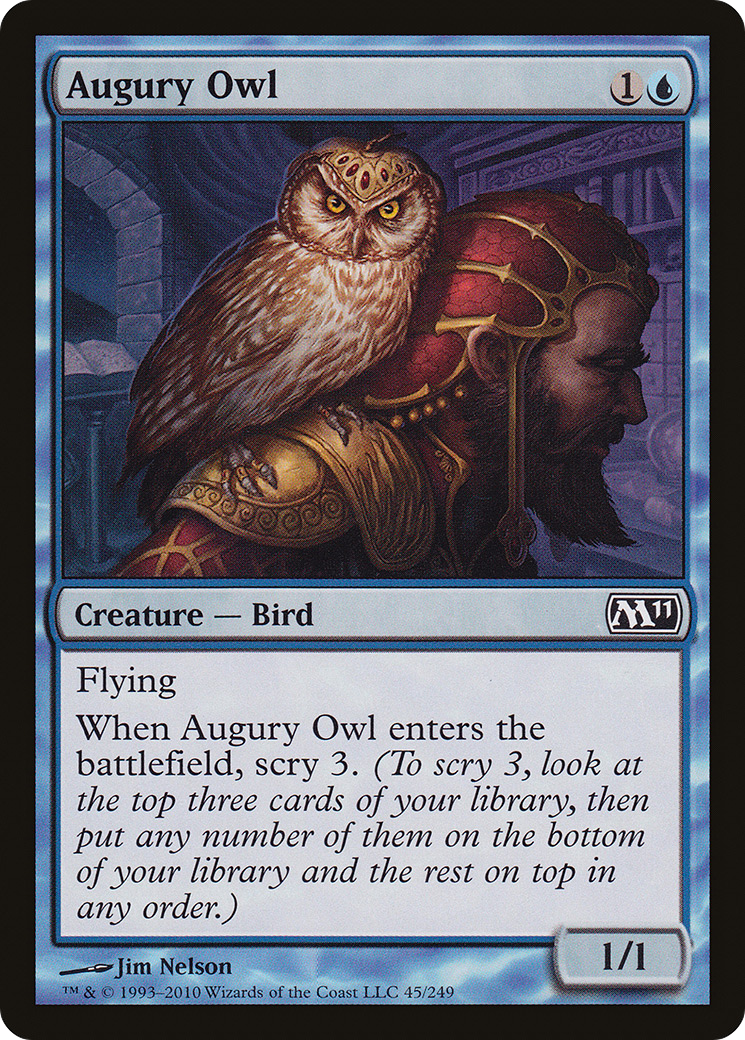 Augury Owl 1
Creature — Bird M11
Flying
When Augury Owl enters the
battlefield, scry 3. (To scry 3, look at
the top three cards of your library, then
put any number of them on the bottom
of your library and the rest on top in
any order.)
1/1
Jim Nelson
™ & © 1993–2010 Wizards of the Coast LLC 45/249